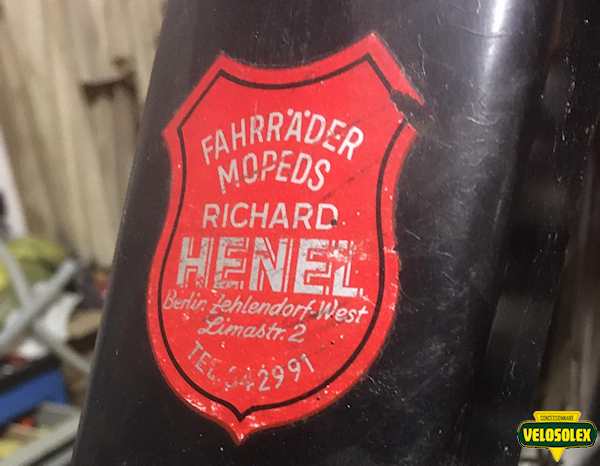 FAHRRÄDER
MOPEDS
RICHARD
HENEL
Berlin Zehlendorf-West
Limastr. 2
TEL. 842991
CONCESSIONNAIRE
VELOSOLEX